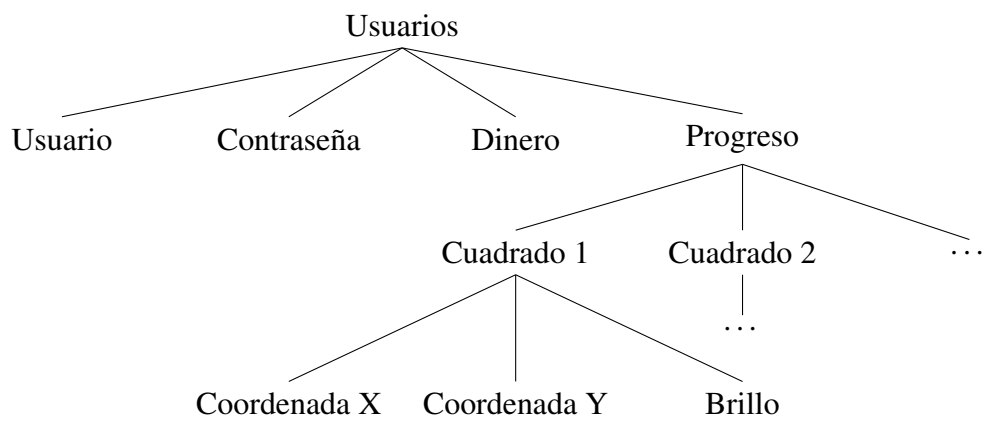 Usuarios
Usuario Contraseña Dinero Progreso
Cuadrado 1 Cuadrado 2 ...
...
Coordenada X Coordenada Y Brillo